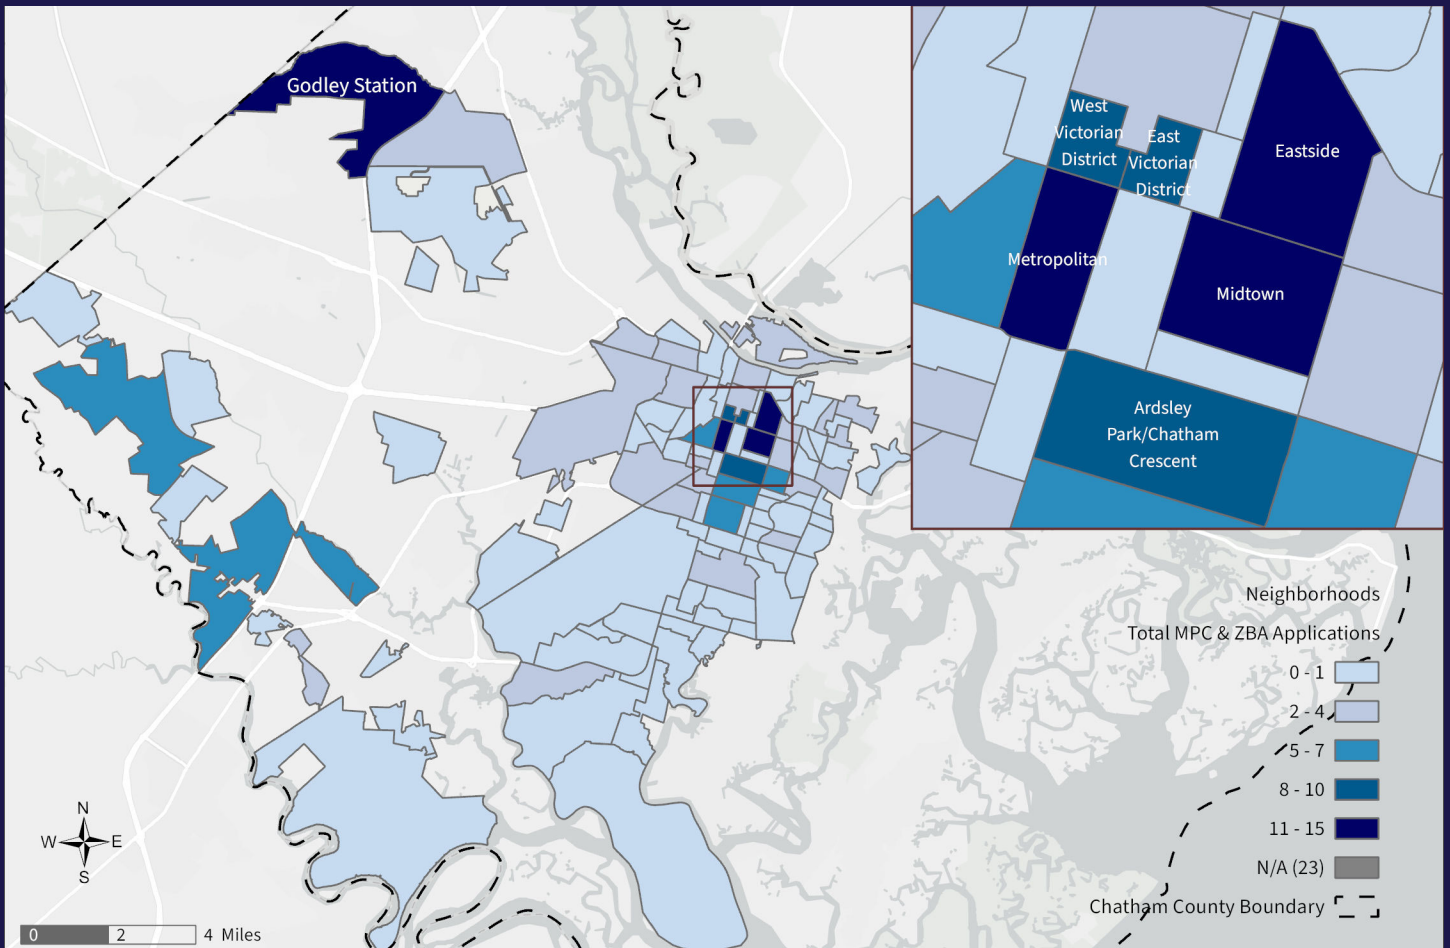 Godley Station
West
Victorian
District
East
Victorian
District
Eastside
Metropolitan
Midtown
Ardsley
Park/Chatham
Crescent
Neighborhoods
Total MPC & ZBA Applications
0 - 1
2 - 4
5 - 7
8 - 10
11 - 15
N/A (23)
Chatham County Boundary
N
W E
S
0 2 4 Miles